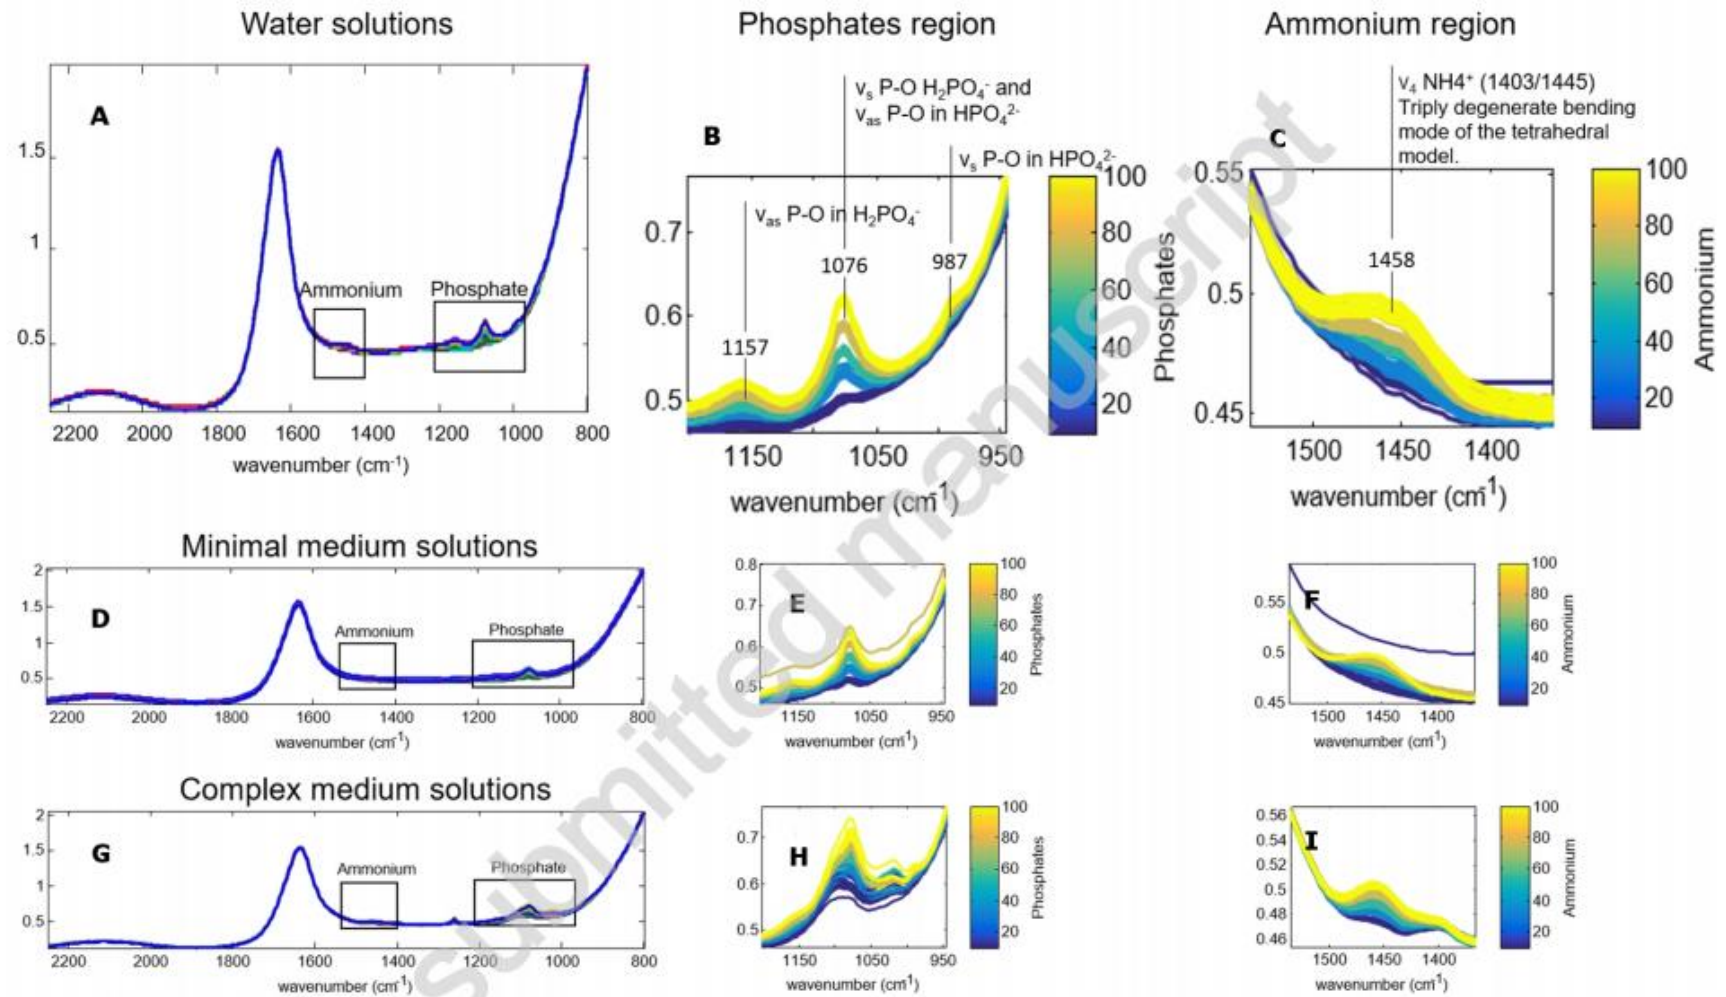 Water solutions
Phosphates region
Ammonium region
A
1.5
1
0.5
Ammonium
Phosphate
2200 2000 1800 1600 1400 1200 1000 800
wavenumber (cm-1)
B
vs P-O H2PO4- and
vas P-O in HPO42-
vs P-O in HPO42-
vas P-O in H2PO4-
1157
1076
987
0.7
0.6
0.5
1150 1050 950
wavenumber (cm-1)
100
80
60
40
20
Phosphates
C
v4 NH4+ (1403/1445)
Triply degenerate bending
mode of the tetrahedral
model.
1458
0.55
0.5
0.45
1500 1450 1400
wavenumber (cm-1)
100
80
60
40
20
Ammonium
Minimal medium solutions
D
2
1.5
1
0.5
Ammonium
Phosphate
2200 2000 1800 1600 1400 1200 1000 800
wavenumber (cm-1)
E
0.8
0.7
0.6
0.5
1150 1050 950
wavenumber (cm-1)
100
80
60
40
20
Phosphates
F
0.55
0.5
0.45
1500 1450 1400
wavenumber (cm-1)
100
80
60
40
20
Ammonium
Complex medium solutions
G
2
1.5
1
0.5
Ammonium
Phosphate
2200 2000 1800 1600 1400 1200 1000 800
wavenumber (cm-1)
H
0.7
0.6
0.5
1150 1050 950
wavenumber (cm-1)
100
80
60
40
20
Phosphates
I
0.56
0.54
0.52
0.5
0.48
0.46
1500 1450 1400
wavenumber (cm-1)
100
80
60
40
20
Ammonium
submitted manuscript